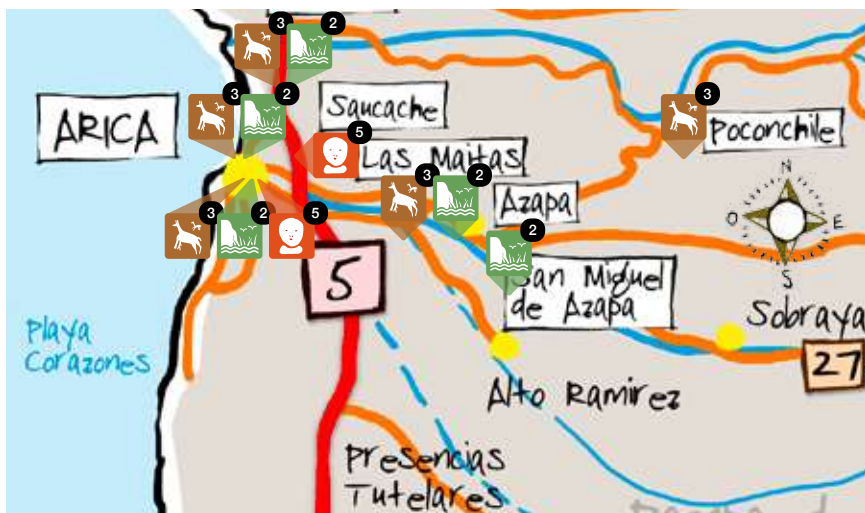 3
2
3
2
Saucache
ARICA
3
Poconchile
5
Las Maitas
N
3
2
Azapa
O
E
3
2
5
S
2
San Miguel
de Azapa
5
Playa
Corazones
Sobraya
27
Alto Ramirez
Presencias
Tutelares